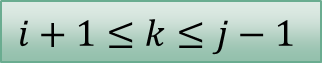 i + 1 ≤ k ≤ j − 1